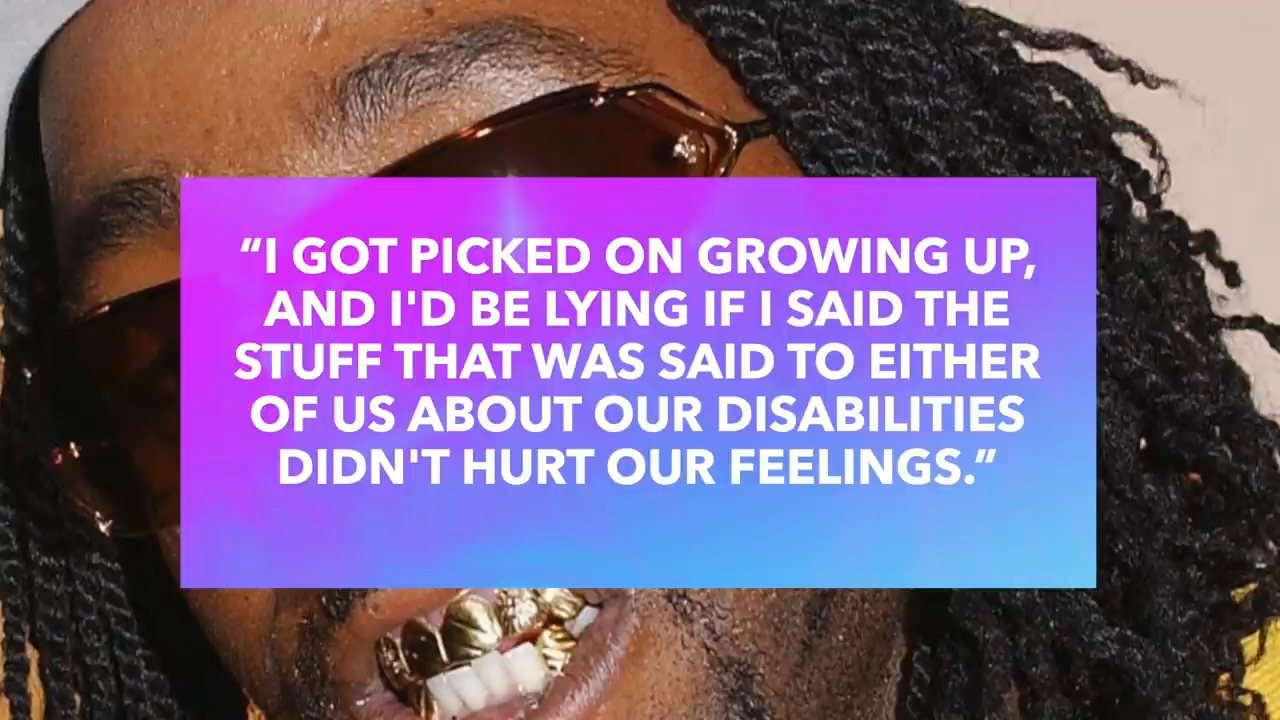 “I GOT PICKED ON GROWING UP,
AND I'D BE LYING IF I SAID THE
STUFF THAT WAS SAID TO EITHER
OF US ABOUT OUR DISABILITIES
DIDN'T HURT OUR FEELINGS.”